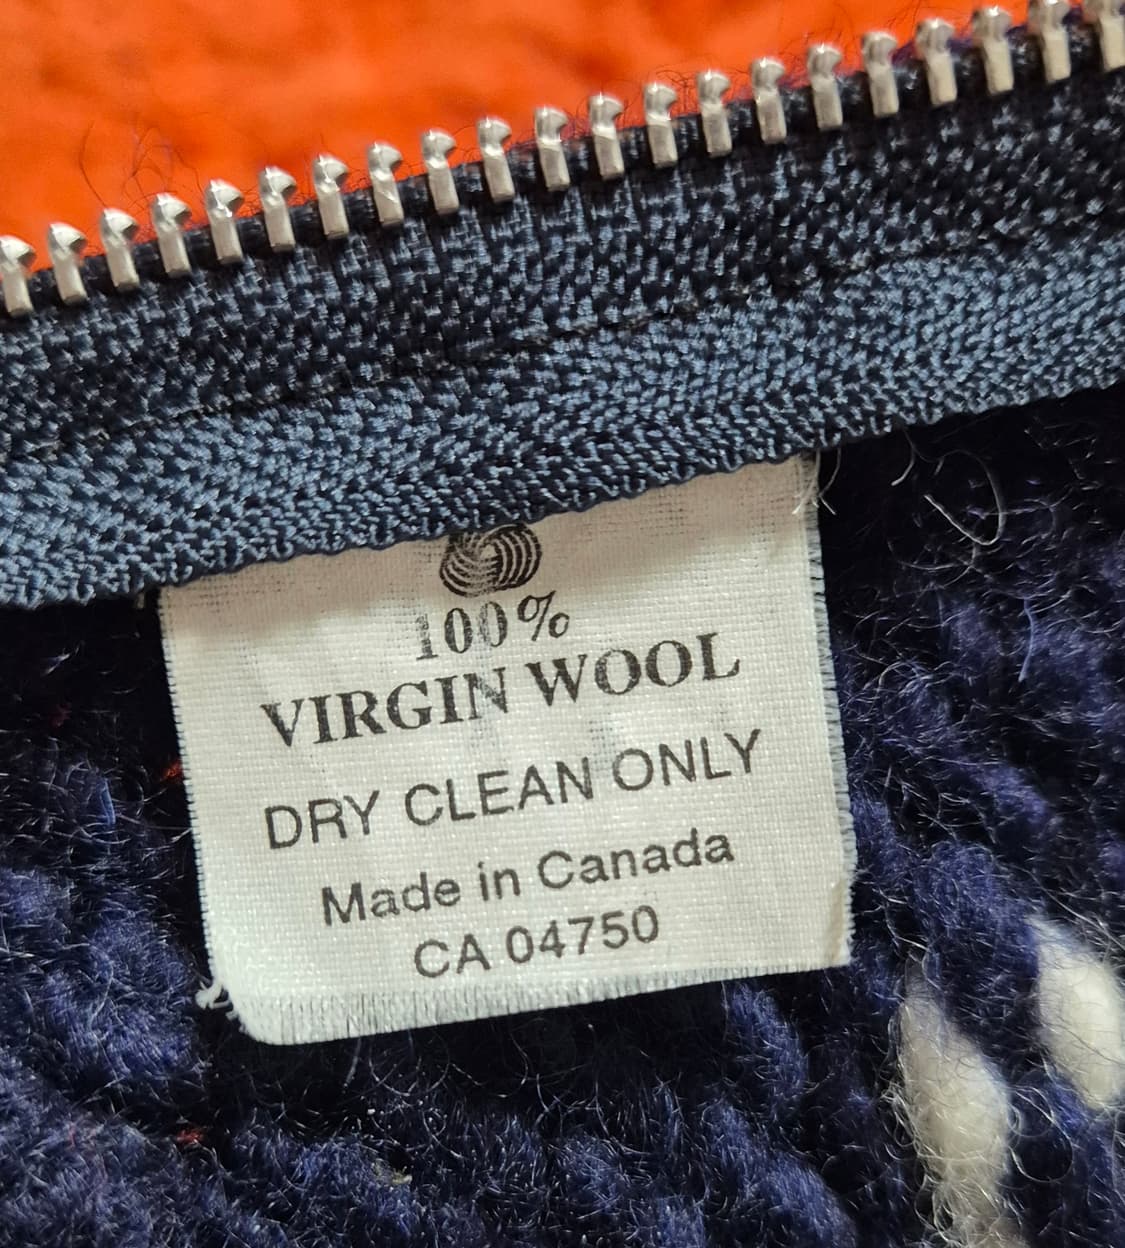 100%
VIRGIN WOOL
DRY CLEAN ONLY
Made in Canada
CA 04750